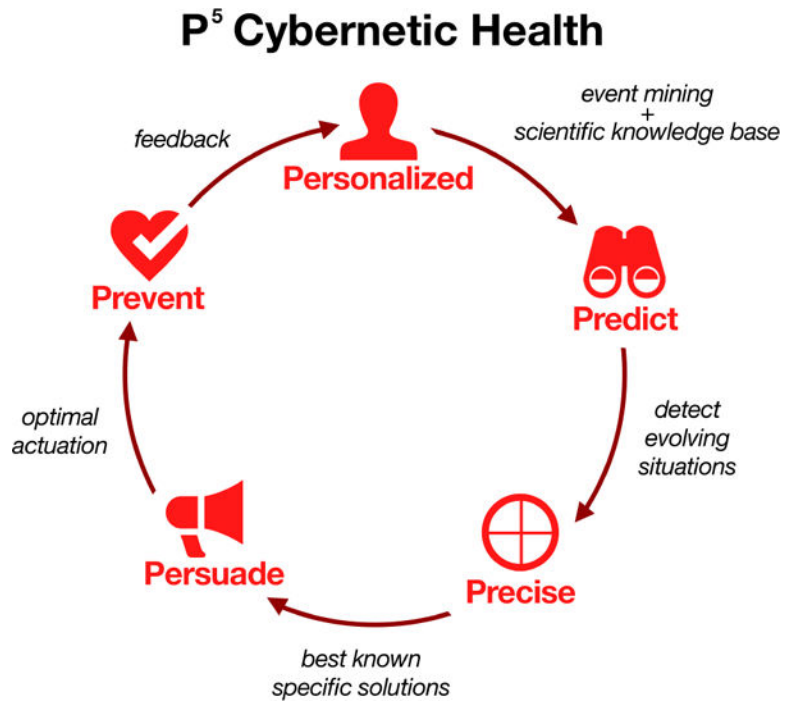 P⁵ Cybernetic Health
Personalized
event mining
+
scientific knowledge base
Predict
detect
evolving
situations
Precise
best known
specific solutions
Persuade
optimal
actuation
Prevent
feedback